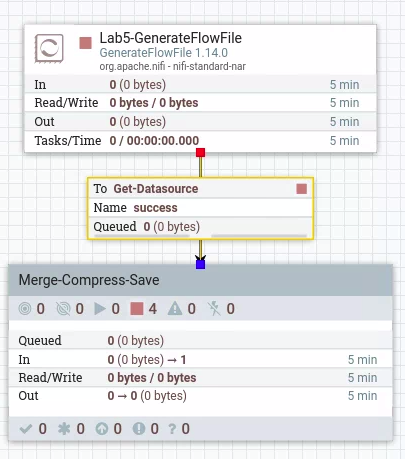 Lab5-GenerateFlowFile
GenerateFlowFile 1.14.0
org.apache.nifi - nifi-standard-nar
In 0 (0 bytes) 5 min
Read/Write 0 bytes / 0 bytes 5 min
Out 0 (0 bytes) 5 min
Tasks/Time 0 / 00:00:00.000 5 min
To Get-Datasource
Name success
Queued 0 (0 bytes)
Merge-Compress-Save
0 0 0 4 0 0
Queued 0 (0 bytes)
In 0 (0 bytes) → 1 5 min
Read/Write 0 bytes / 0 bytes 5 min
Out 0 → 0 (0 bytes) 5 min
0 0 0 0 ? 0